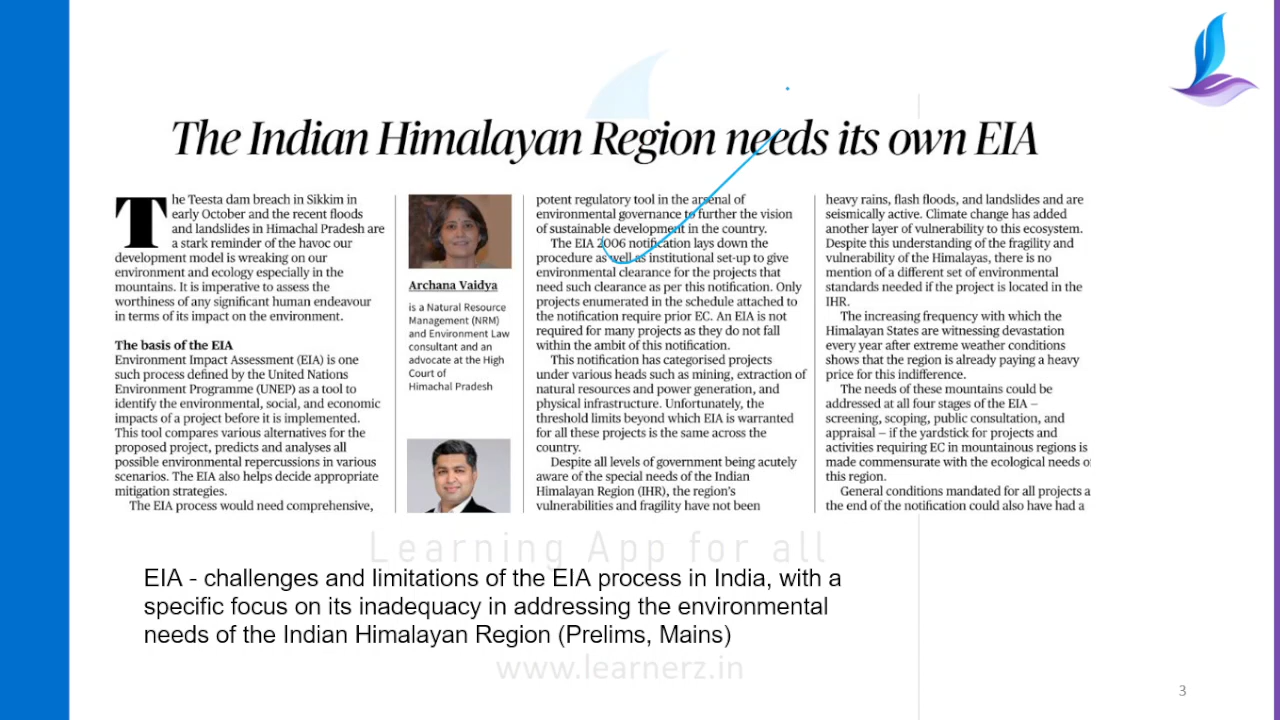 The Indian Himalayan Region needs its own EIA
The Teesta dam breach in Sikkim in
early October and the recent floods
and landslides in Himachal Pradesh are
a stark reminder of the havoc our
development model is wreaking on our
environment and ecology especially in the
mountains. It is imperative to assess the
worthiness of any significant human endeavour
in terms of its impact on the environment.
The basis of the EIA
Environment Impact Assessment (EIA) is one
such process defined by the United Nations
Environment Programme (UNEP) as a tool to
identify the environmental, social, and economic
impacts of a project before it is implemented.
This tool compares various alternatives for the
proposed project, predicts and analyses all
possible environmental repercussions in various
scenarios. The EIA also helps decide appropriate
mitigation strategies.
The EIA process would need comprehensive,
Archana Vaidya
is a Natural Resource
Management (NRM)
and Environment Law
consultant and an
advocate at the High
Court of
Himachal Pradesh
potent regulatory tool in the arsenal of
environmental governance to further the vision
of sustainable development in the country.
The EIA 2006 notification lays down the
procedure as well as institutional set-up to give
environmental clearance for the projects that
need such clearance as per this notification. Only
projects enumerated in the schedule attached to
the notification require prior EC. An EIA is not
required for many projects as they do not fall
within the ambit of this notification.
This notification has categorised projects
under various heads such as mining, extraction of
natural resources and power generation, and
physical infrastructure. Unfortunately, the
threshold limits beyond which EIA is warranted
for all these projects is the same across the
country.
Despite all levels of government being acutely
aware of the special needs of the Indian
Himalayan Region (IHR), the region's
vulnerabilities and fragility have not been
heavy rains, flash floods, and landslides and are
seismically active. Climate change has added
another layer of vulnerability to this ecosystem.
Despite this understanding of the fragility and
vulnerability of the Himalayas, there is no
mention of a different set of environmental
standards needed if the project is located in the
IHR.
The increasing frequency with which the
Himalayan States are witnessing devastation
every year after extreme weather conditions
shows that the region is already paying a heavy
price for this indifference.
The needs of these mountains could be
addressed at all four stages of the EIA –
screening, scoping, public consultation, and
appraisal – if the yardstick for projects and
activities requiring EC in mountainous regions is
made commensurate with the ecological needs o
this region.
General conditions mandated for all projects a
the end of the notification could also have had a
Learning App for all
EIA - challenges and limitations of the EIA process in India, with a
specific focus on its inadequacy in addressing the environmental
needs of the Indian Himalayan Region (Prelims, Mains)
www.learnerz.in
3